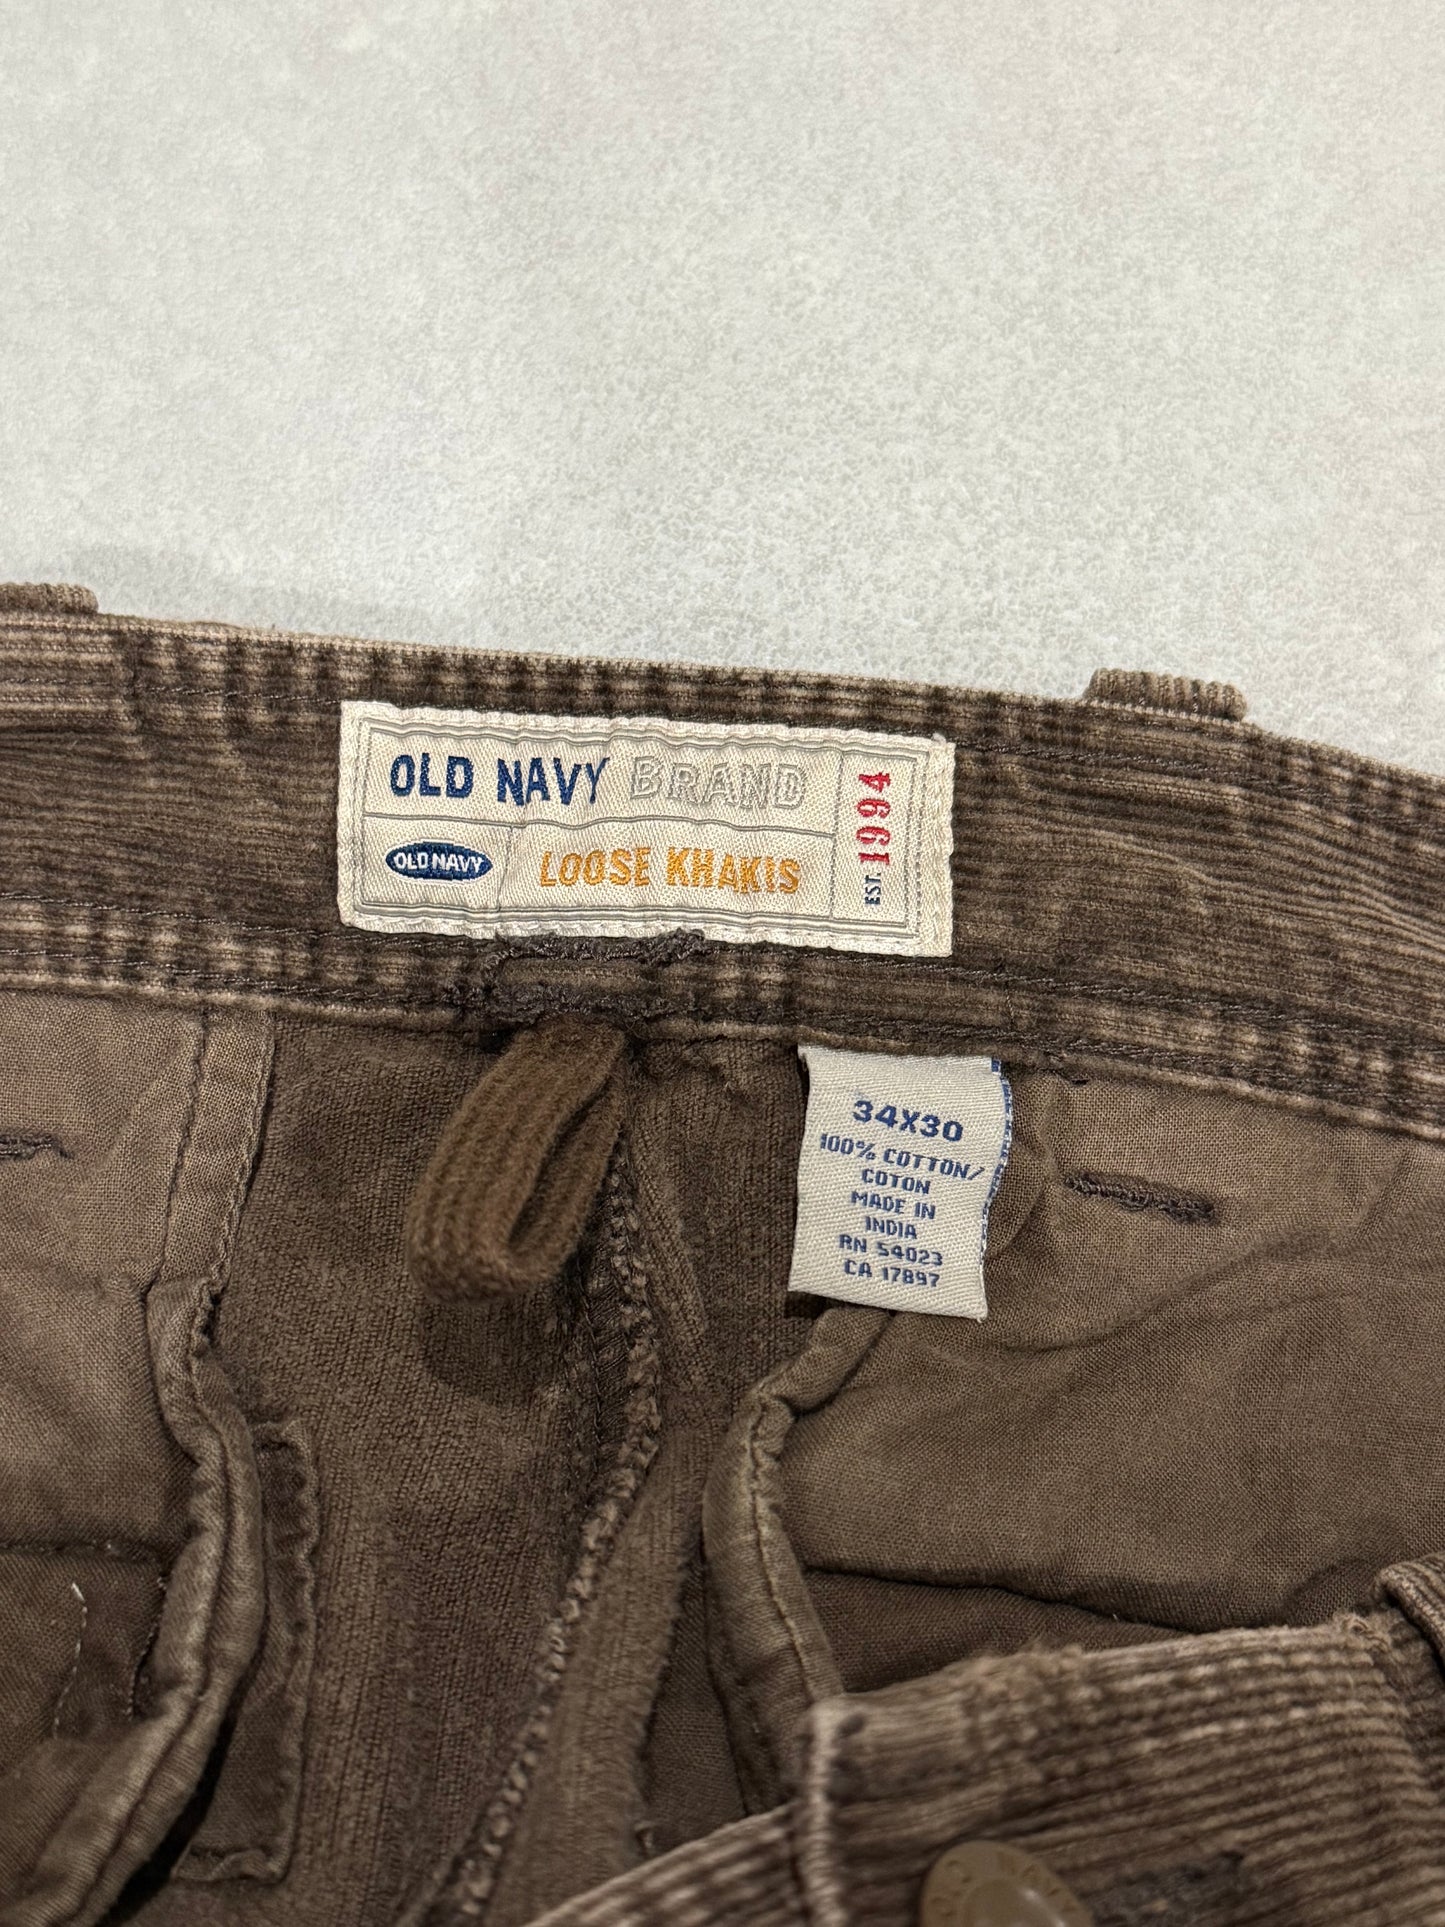 OLD NAVY BRAND
OLD NAVY
LOOSE KHAKIS
EST. 1994
34X30
100% COTTON/
COTON
MADE IN
INDIA
RN 54023
CA 17897
NAV